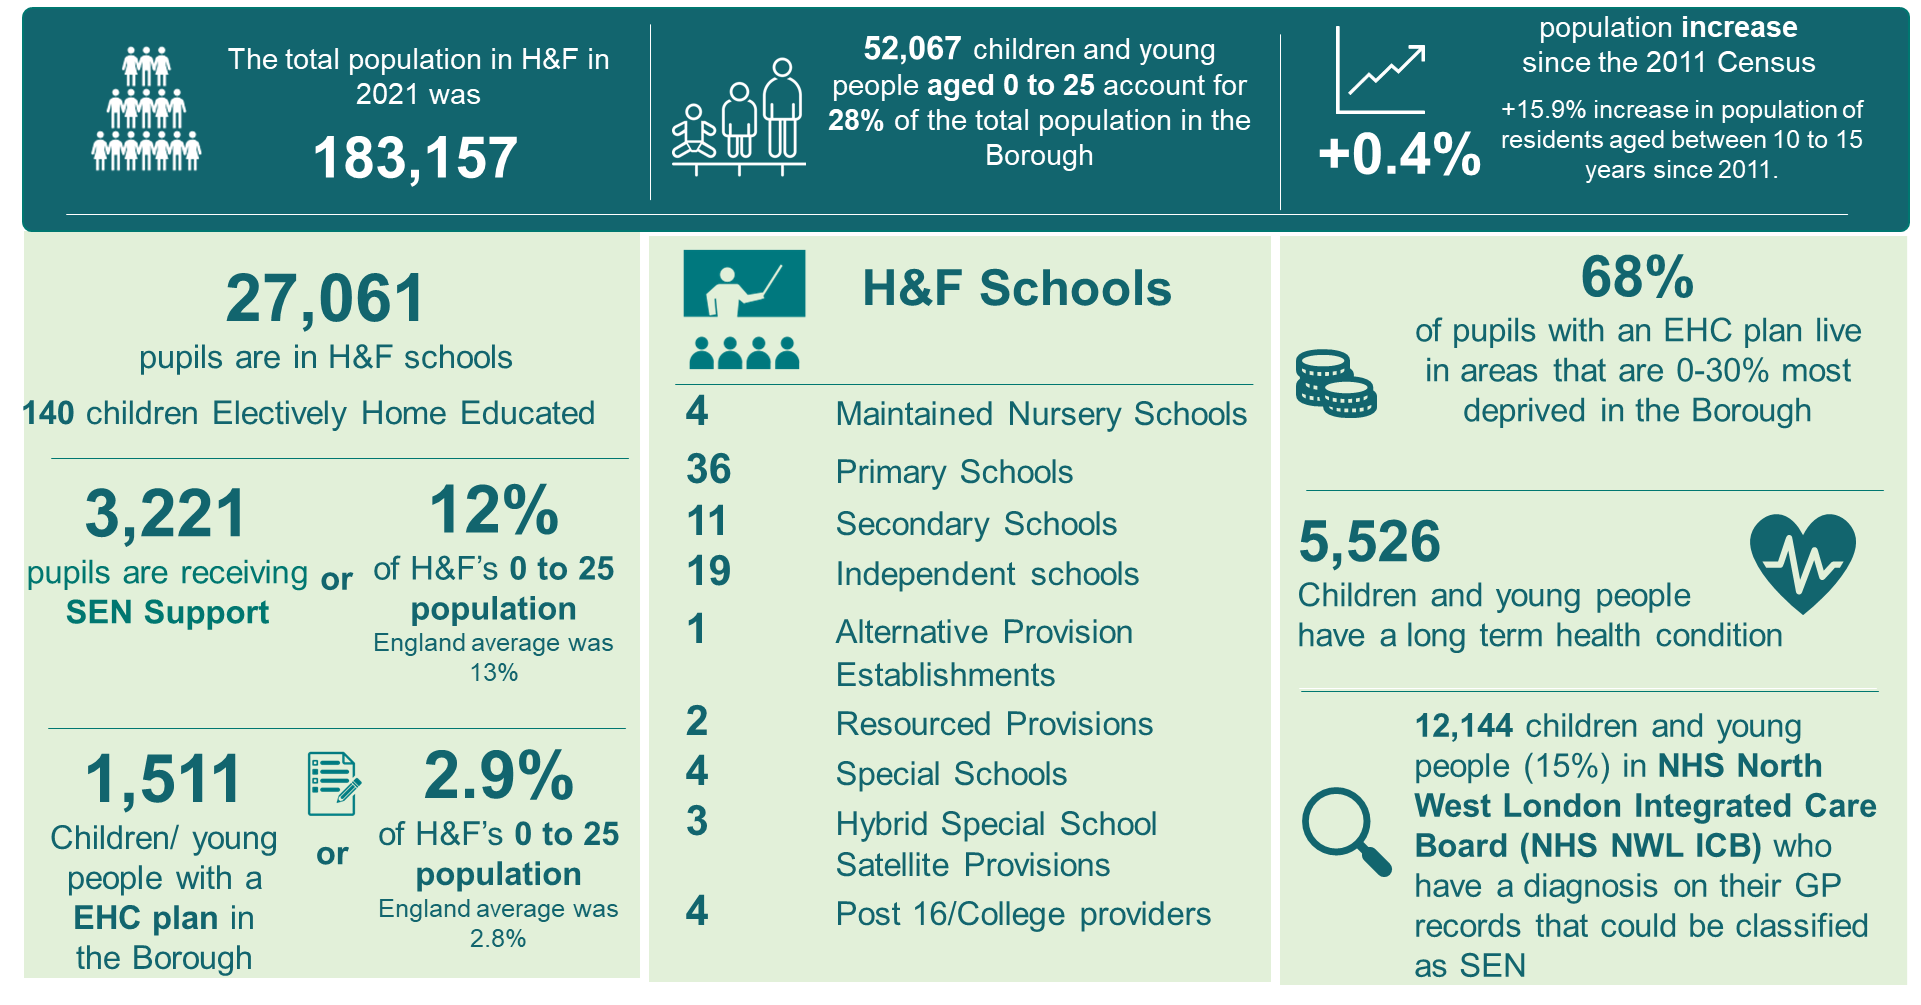 The total population in H&F in
2021 was
183,157
52,067 children and young
people aged 0 to 25 account for
28% of the total population in the
Borough
+0.4%
population increase
since the 2011 Census
+15.9% increase in population of
residents aged between 10 to 15
years since 2011.
27,061
pupils are in H&F schools
140 children Electively Home Educated
3,221
pupils are receiving
SEN Support
or
12%
of H&F's 0 to 25
population
England average was
13%
1,511
Children/ young
people with a
EHC plan in
the Borough
or
2.9%
of H&F's 0 to 25
population
England average was
2.8%
H&F Schools
4 Maintained Nursery Schools
36 Primary Schools
11 Secondary Schools
19 Independent schools
1 Alternative Provision
Establishments
2 Resourced Provisions
4 Special Schools
3 Hybrid Special School
Satellite Provisions
4 Post 16/College providers
68%
of pupils with an EHC plan live
in areas that are 0-30% most
deprived in the Borough
5,526
Children and young people
have a long term health condition
12,144 children and young
people (15%) in NHS North
West London Integrated Care
Board (NHS NWL ICB) who
have a diagnosis on their GP
records that could be classified
as SEN